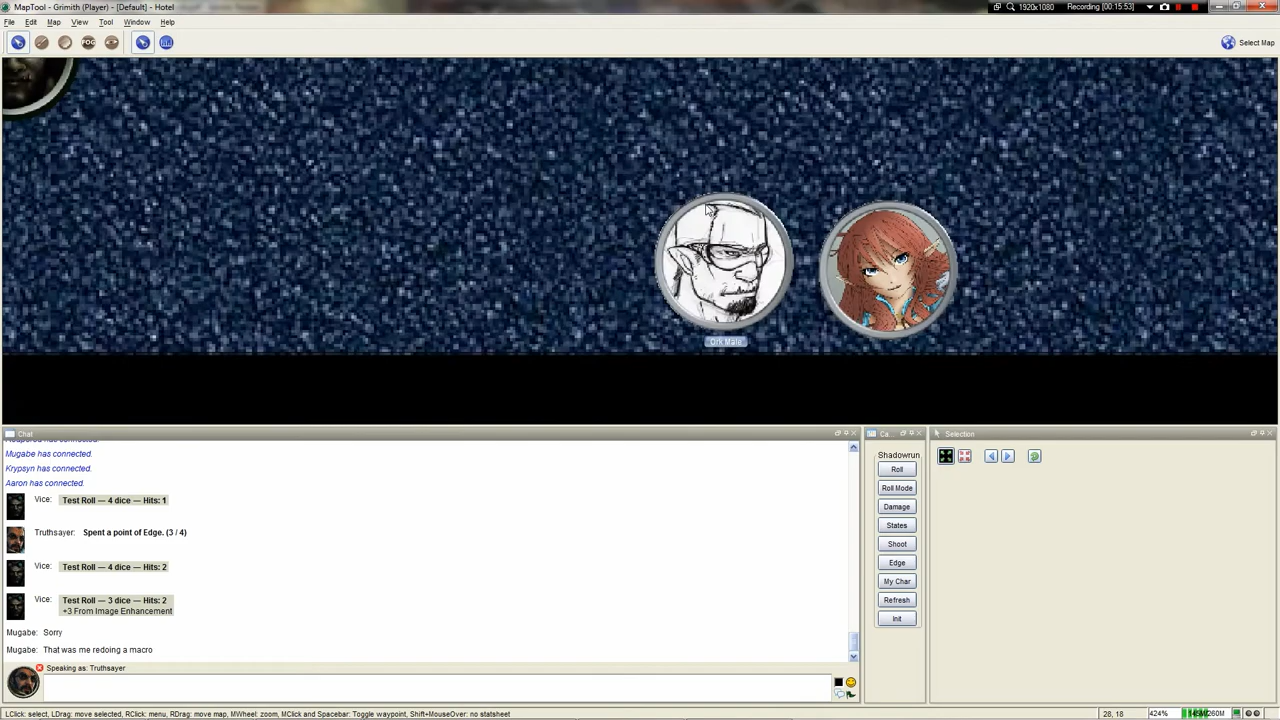 MapTool - Grimith (Player) - [Default] - Hotel
1920x1080
Recording [00:15:53]
File Edit Map View Tool Window Help
FOG
Select Map
Ork Male
Chat
Mugabe has connected.
Krypsyn has connected.
Aaron has connected.
Vice: Test Roll — 4 dice — Hits: 1
Truthsayer: Spent a point of Edge. (3 / 4)
Vice: Test Roll — 4 dice — Hits: 2
Vice: Test Roll — 3 dice — Hits: 2
+3 From Image Enhancement
Mugabe: Sorry
Mugabe: That was me redoing a macro
Speaking as: Truthsayer
Ca...
Shadowrun
Roll
Roll Mode
Damage
States
Shoot
Edge
My Char
Refresh
Init
Selection
LClick: select, LDrag: move selected, RClick: menu, RDrag: move map, MWheel: zoom, MClick and Spacebar: Toggle waypoint, Shift+MouseOver: no statsheet
28, 18
424%